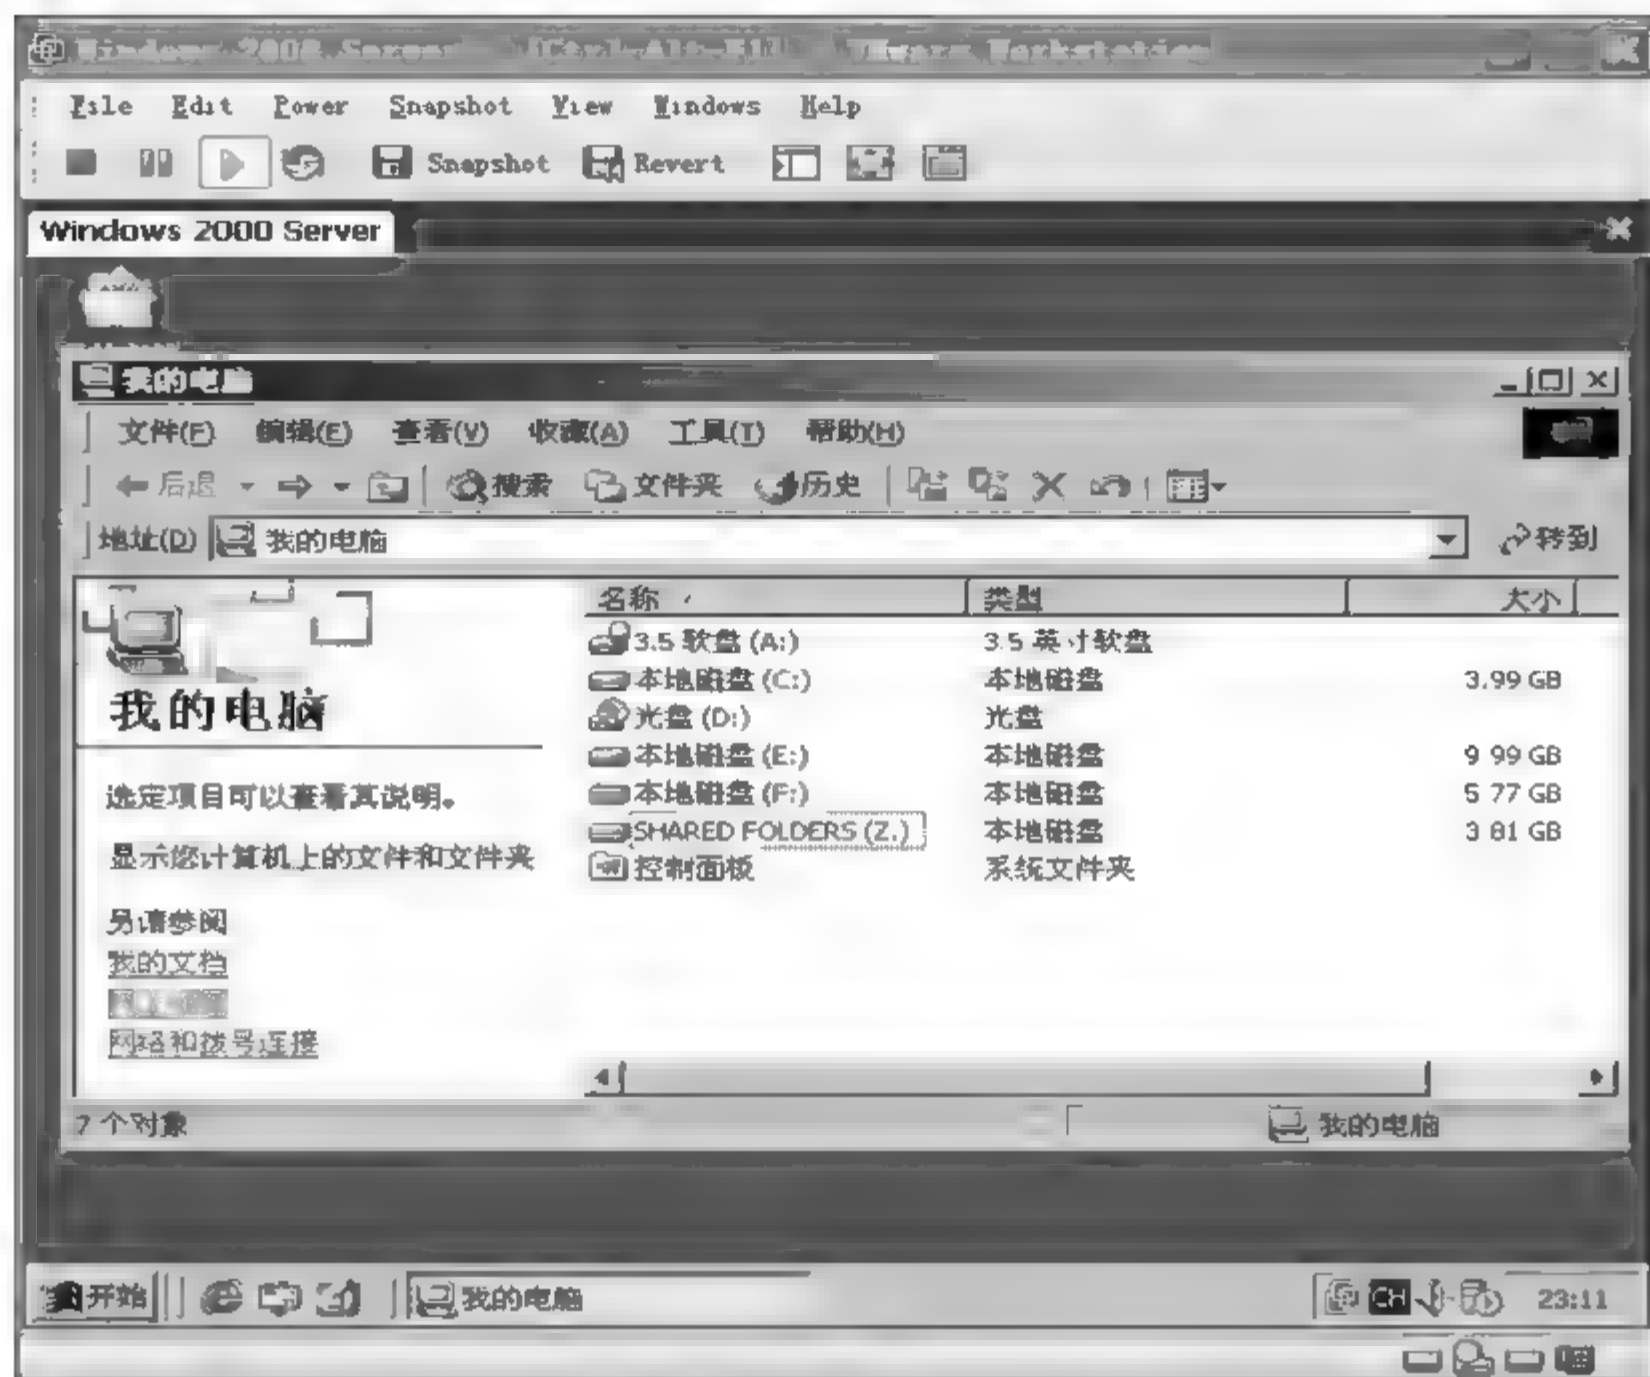 Windows 2000 Server - [Ctrl-Alt-F1] - VMware Workstation
File Edit Power Snapshot View Windows Help
Snapshot Revert
Windows 2000 Server
我的电脑
文件(F) 编辑(E) 查看(V) 收藏(A) 工具(T) 帮助(H)
后退 搜索 文件夹 历史
地址(D) 我的电脑 转到
名称 类型 大小
3.5 软盘 (A:) 3.5 英寸软盘
本地磁盘 (C:) 本地磁盘 3.99 GB
光盘 (D:) 光盘
本地磁盘 (E:) 本地磁盘 9.99 GB
本地磁盘 (F:) 本地磁盘 5.77 GB
SHARED FOLDERS (Z:) 本地磁盘 3.81 GB
控制面板 系统文件夹
我的电脑
选定项目可以查看其说明。
显示您计算机上的文件和文件夹
另请参阅
我的文档
网络和拨号连接
7 个对象 我的电脑
开始 我的电脑 CH 23:11